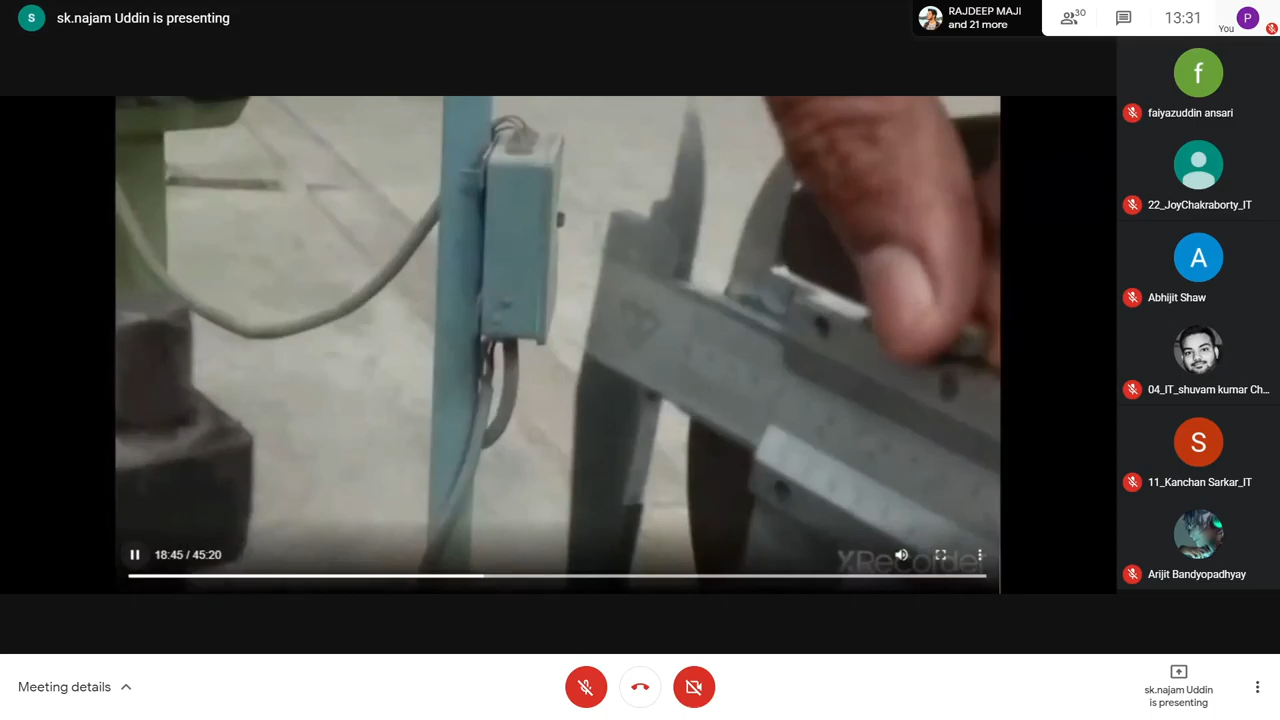 S
sk.najam Uddin is presenting
RAJDEEP MAJI
and 21 more
30
13:31
You
P
f
faiyazuddin ansari
22_JoyChakraborty_IT
A
Abhijit Shaw
04_IT_shuvam kumar Ch...
S
11_Kanchan Sarkar_IT
Arijit Bandyopadhyay
18:45 / 45:20
XRecorder
Meeting details
sk.najam Uddin
is presenting